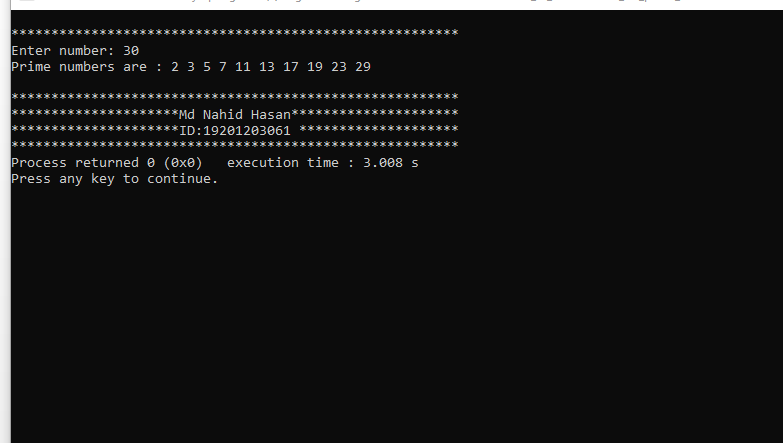 ********************************************************
Enter number: 30
Prime numbers are : 2 3 5 7 11 13 17 19 23 29
********************************************************
*********************Md Nahid Hasan*********************
*********************ID:19201203061 ********************
********************************************************
Process returned 0 (0x0)   execution time : 3.008 s
Press any key to continue.